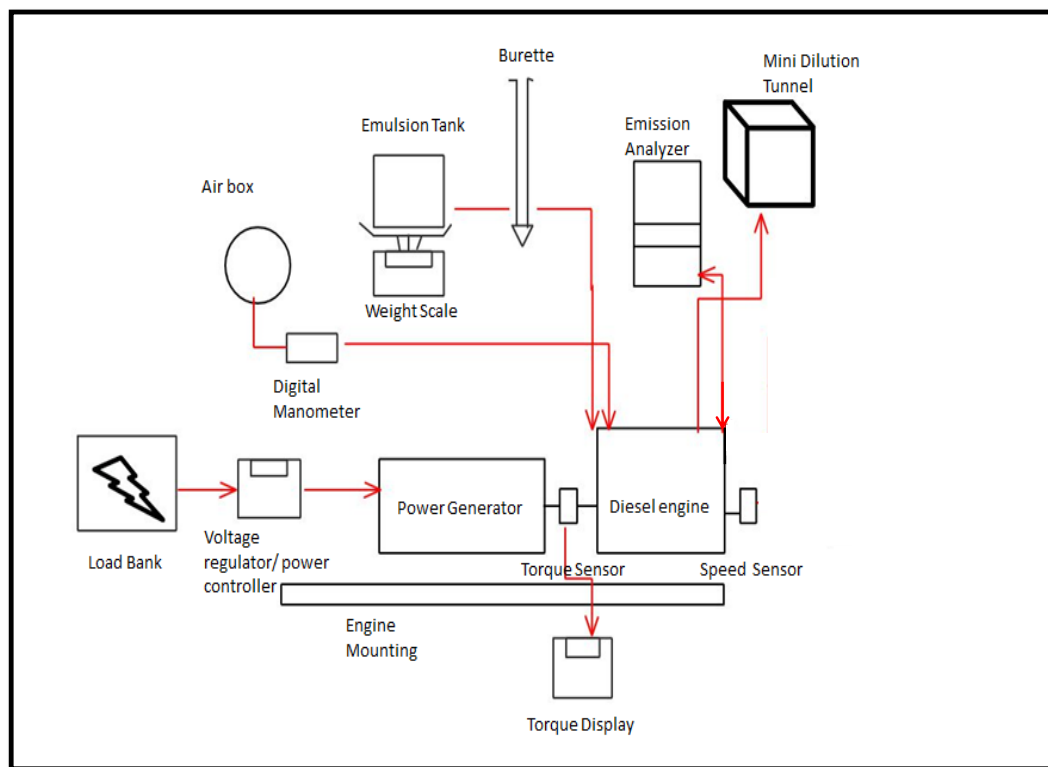 Burette
Mini Dilution
Tunnel
Emulsion Tank
Emission
Analyzer
Air box
Weight Scale
Digital
Manometer
Power Generator
Diesel engine
Load Bank
Voltage
regulator/ power
controller
Torque Sensor
Speed Sensor
Engine
Mounting
Torque Display